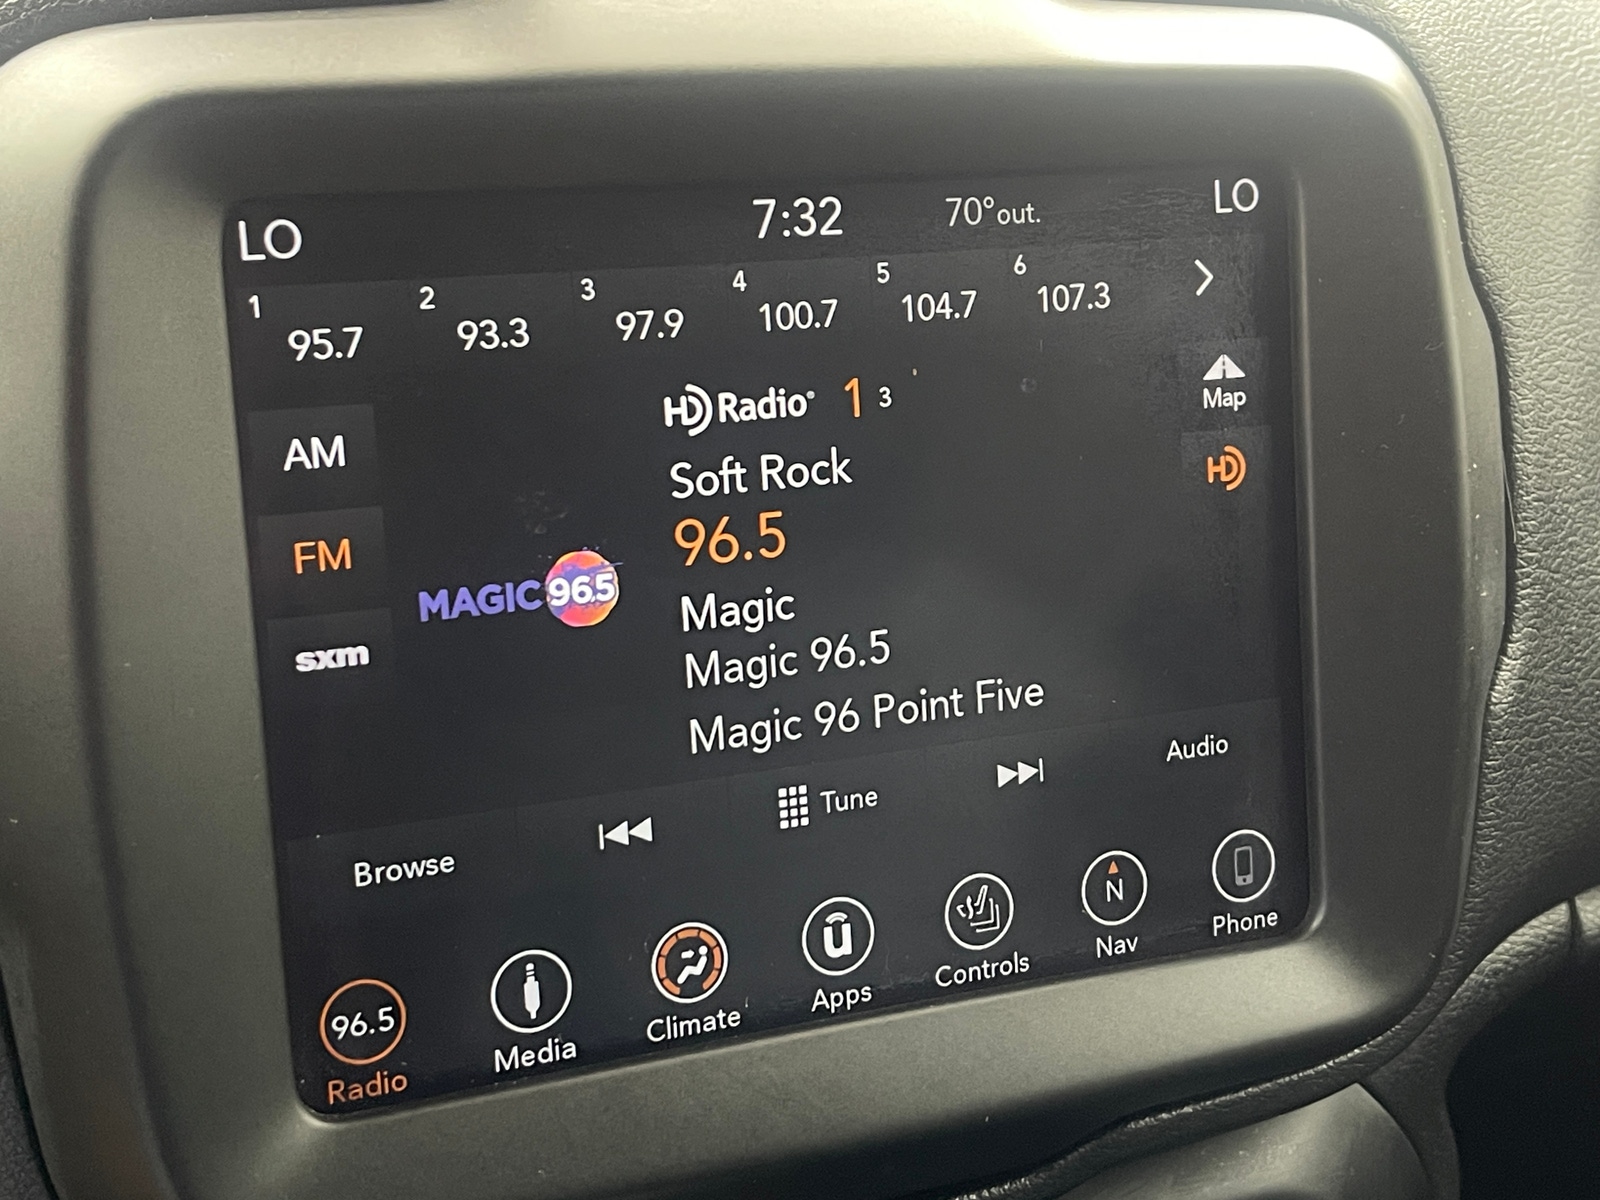 LO 7:32 70° out. LO
1 95.7 2 93.3 3 97.9 4 100.7 5 104.7 6 107.3
HD Radio® 1 3
Map
AM
Soft Rock
HD
96.5
FM
MAGIC 96.5
Magic
Magic 96.5
sxm
Magic 96 Point Five
Browse Tune Audio
96.5 N
Radio Media Climate Apps Controls Nav Phone